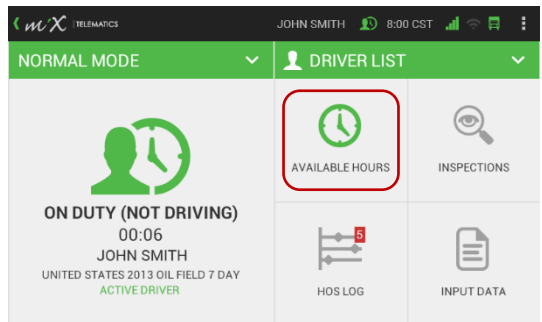 mix TELEMATICS JOHN SMITH 8:00 CST
NORMAL MODE
DRIVER LIST
AVAILABLE HOURS
INSPECTIONS
ON DUTY (NOT DRIVING)
00:06
JOHN SMITH
UNITED STATES 2013 OIL FIELD 7 DAY
ACTIVE DRIVER
5
HOS LOG
INPUT DATA